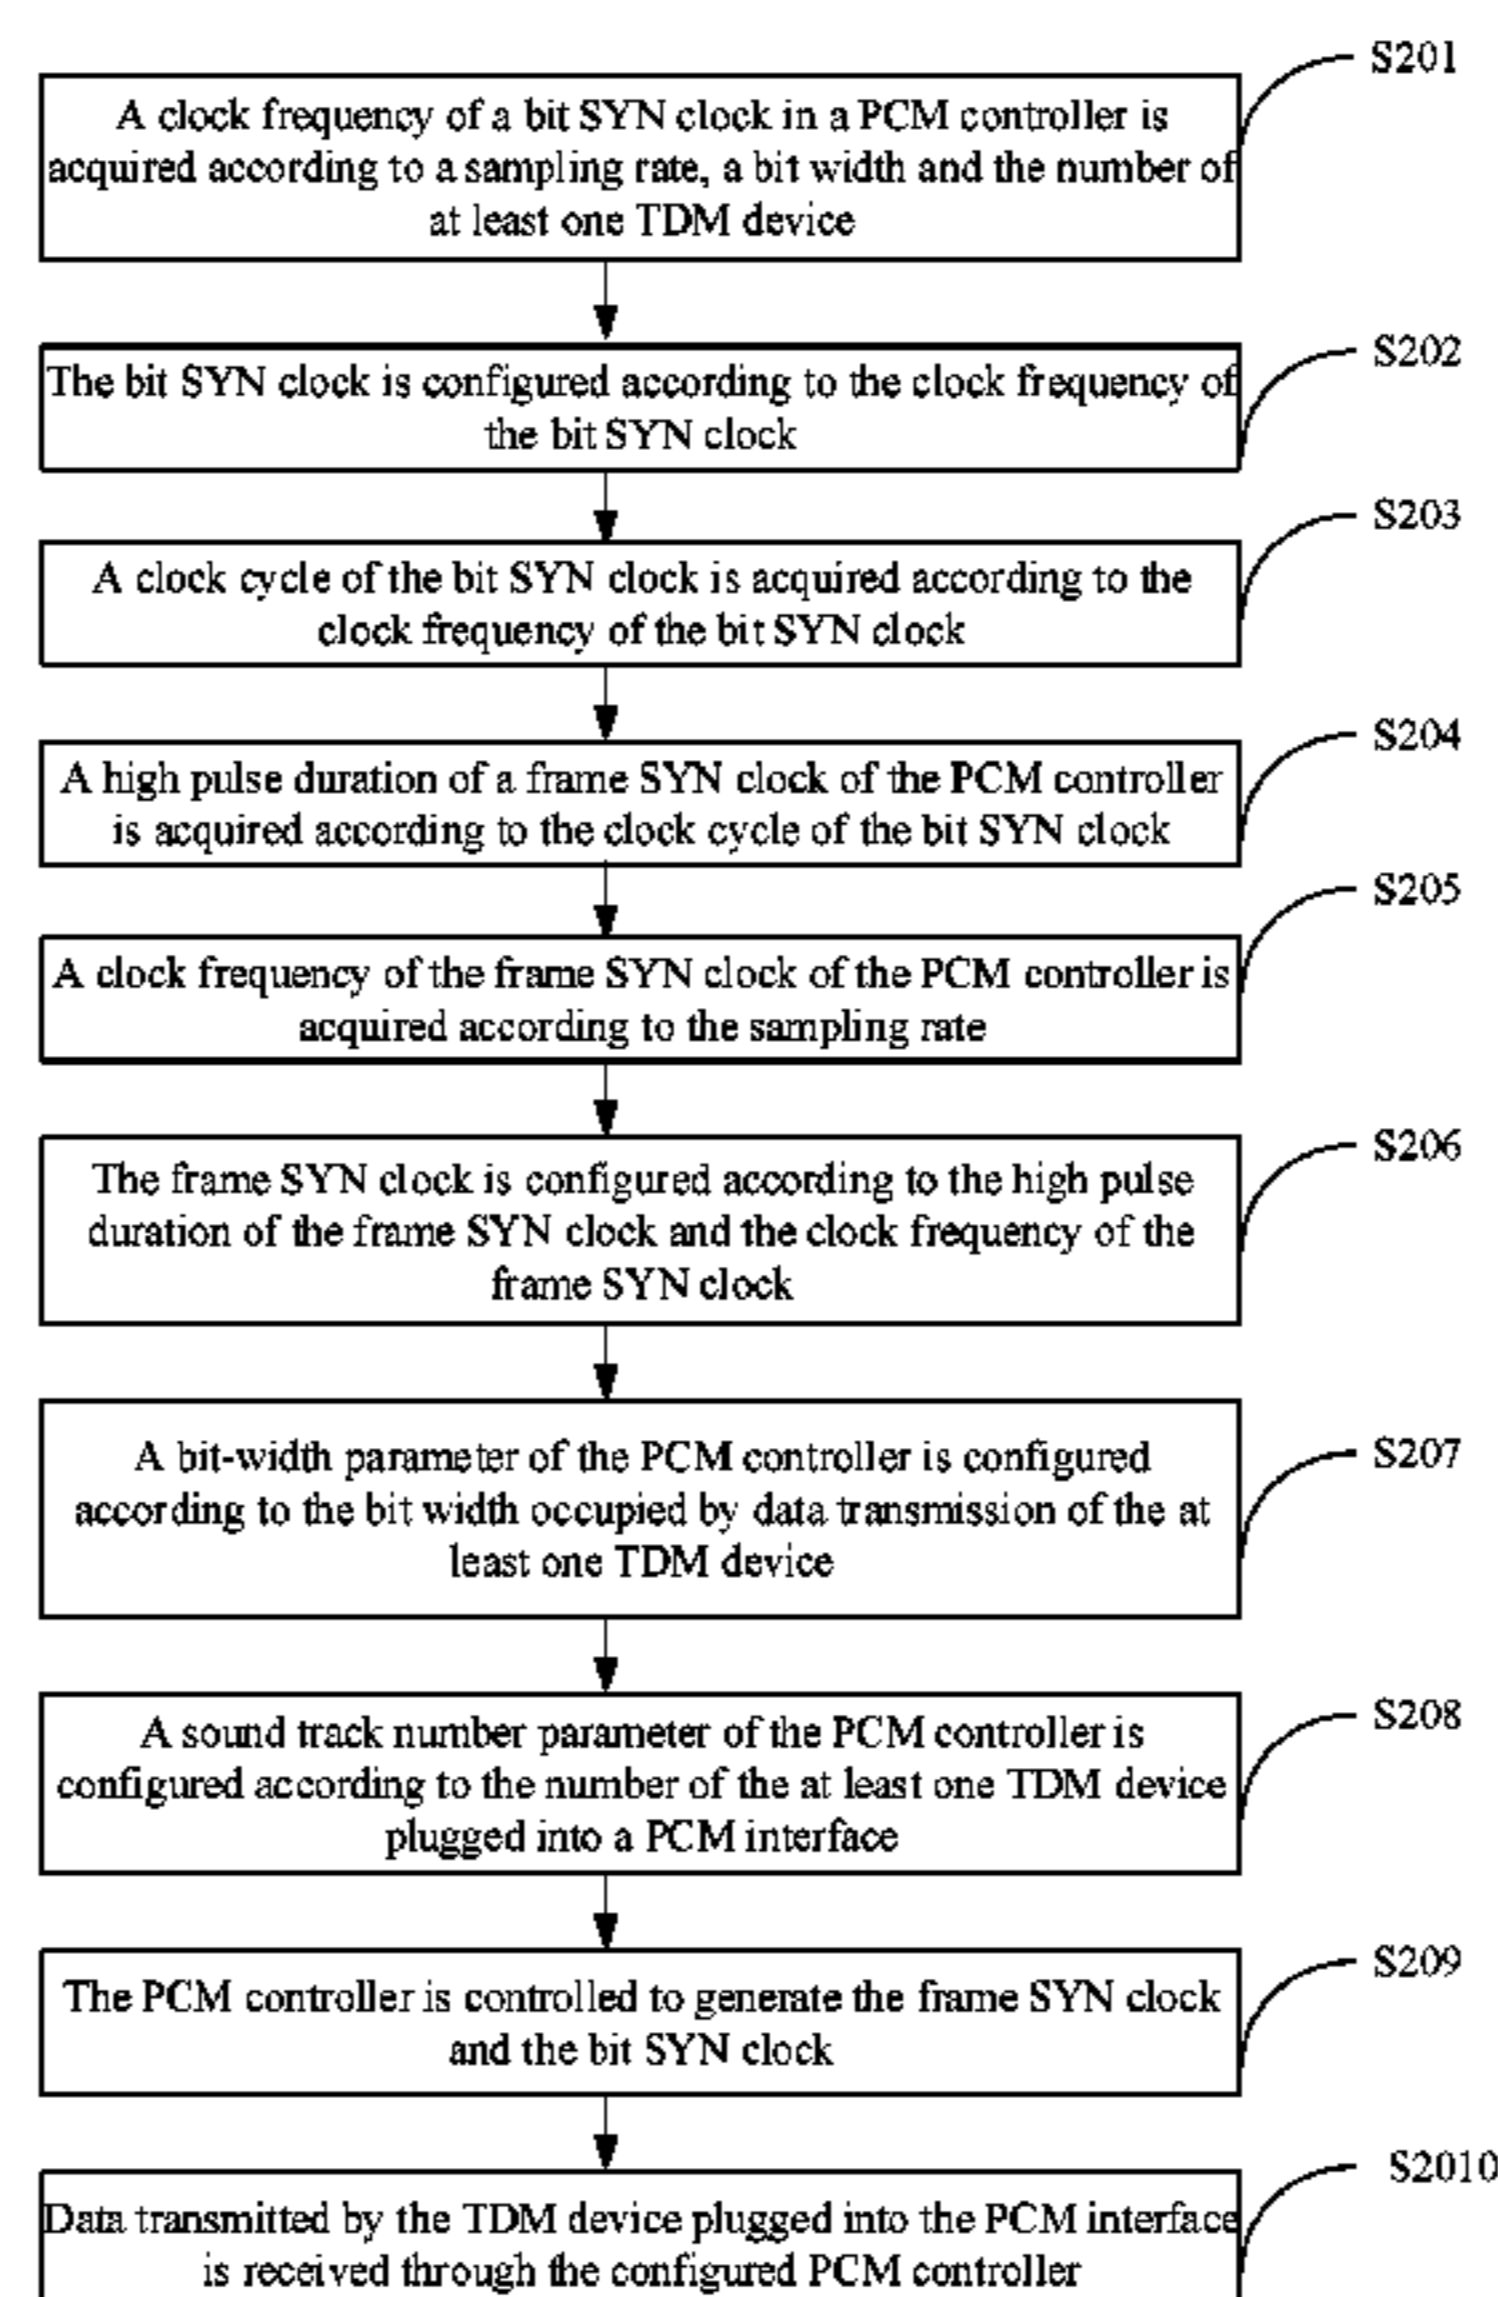 S201
A clock frequency of a bit SYN clock in a PCM controller is
acquired according to a sampling rate, a bit width and the number of
at least one TDM device
S202
The bit SYN clock is configured according to the clock frequency of
the bit SYN clock
S203
A clock cycle of the bit SYN clock is acquired according to the
clock frequency of the bit SYN clock
S204
A high pulse duration of a frame SYN clock of the PCM controller
is acquired according to the clock cycle of the bit SYN clock
S205
A clock frequency of the frame SYN clock of the PCM controller is
acquired according to the sampling rate
S206
The frame SYN clock is configured according to the high pulse
duration of the frame SYN clock and the clock frequency of the
frame SYN clock
S207
A bit-width parameter of the PCM controller is configured
according to the bit width occupied by data transmission of the at
least one TDM device
S208
A sound track number parameter of the PCM controller is
configured according to the number of the at least one TDM device
plugged into a PCM interface
S209
The PCM controller is controlled to generate the frame SYN clock
and the bit SYN clock
S2010
Data transmitted by the TDM device plugged into the PCM interface
is received through the configured PCM controller